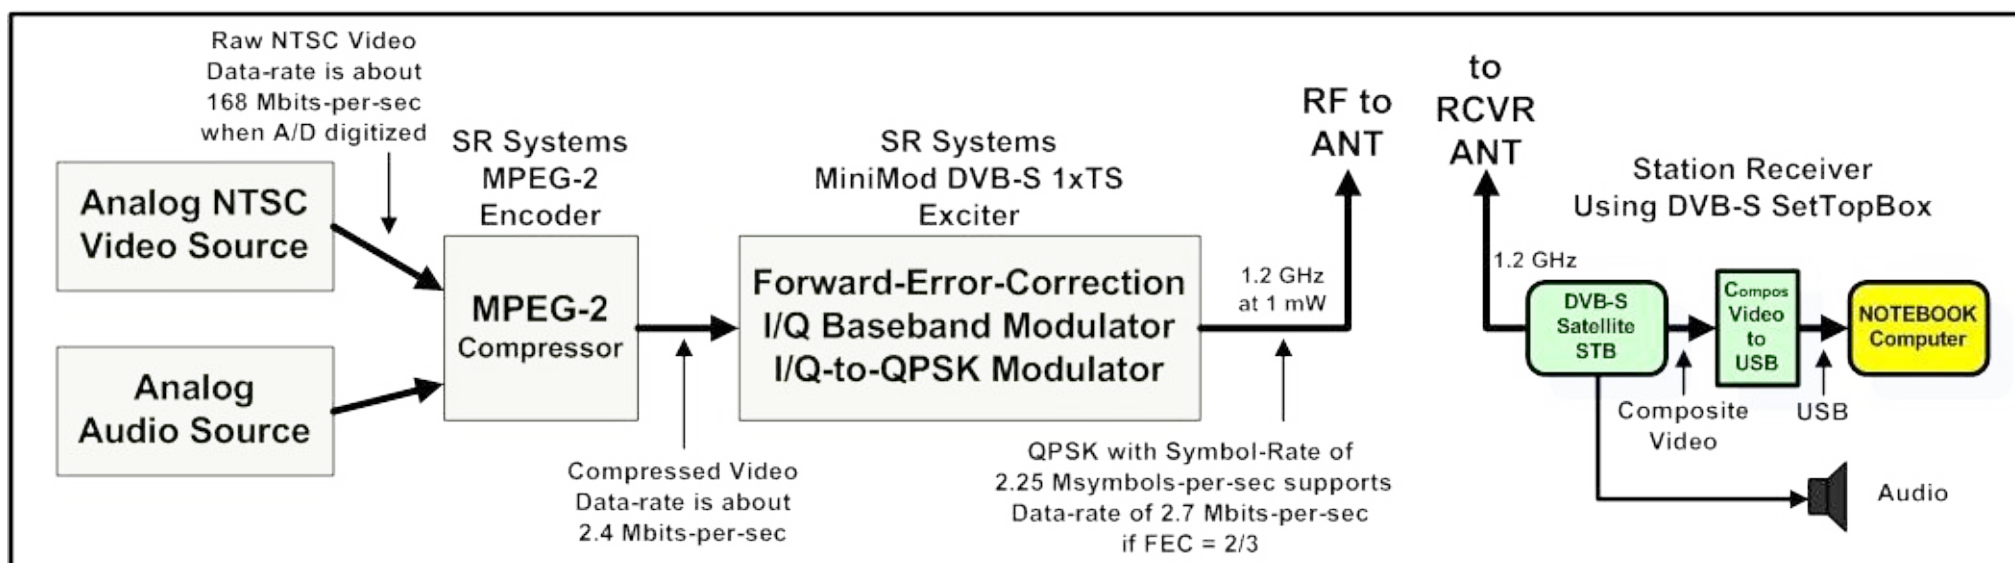 Raw NTSC Video
Data-rate is about
168 Mbits-per-sec
when A/D digitized
Analog NTSC
Video Source
Analog
Audio Source
SR Systems
MPEG-2
Encoder
MPEG-2
Compressor
Compressed Video
Data-rate is about
2.4 Mbits-per-sec
SR Systems
MiniMod DVB-S 1xTS
Exciter
Forward-Error-Correction
I/Q Baseband Modulator
I/Q-to-QPSK Modulator
1.2 GHz
at 1 mW
RF to
ANT
QPSK with Symbol-Rate of
2.25 Msymbols-per-sec supports
Data-rate of 2.7 Mbits-per-sec
if FEC = 2/3
to
RCVR
ANT
1.2 GHz
Station Receiver
Using DVB-S SetTopBox
DVB-S
Satellite
STB
Compos
Video
to
USB
NOTEBOOK
Computer
Composite
Video
USB
Audio